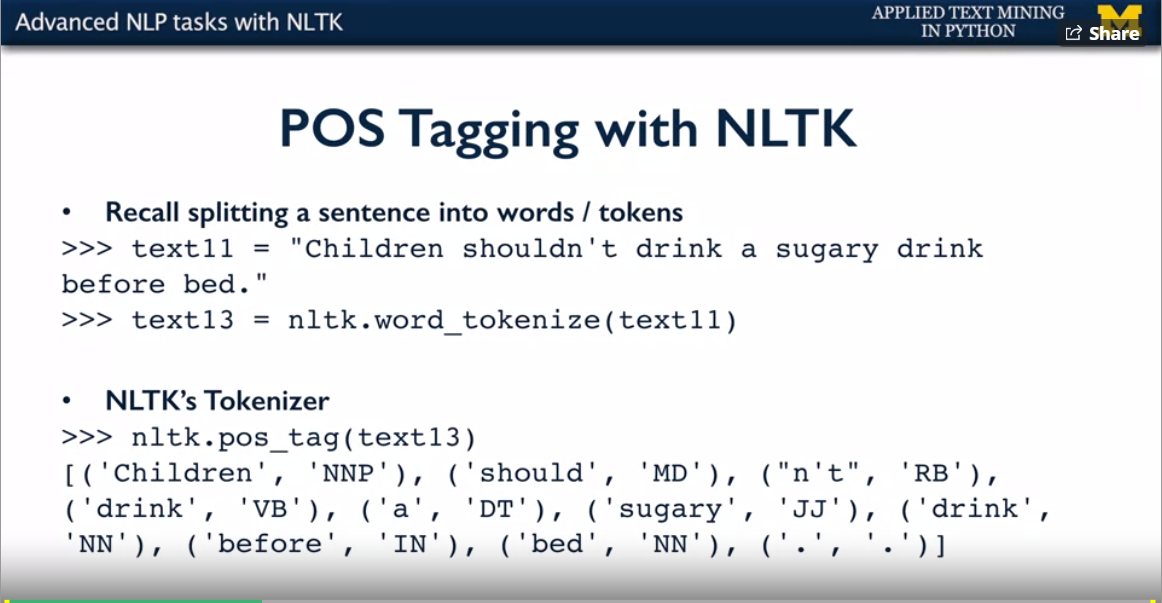 Advanced NLP tasks with NLTK
APPLIED TEXT MINING
IN PYTHON
M
Share
POS Tagging with NLTK
• Recall splitting a sentence into words / tokens
>>> text11 = "Children shouldn't drink a sugary drink
before bed."
>>> text13 = nltk.word_tokenize(text11)
• NLTK's Tokenizer
>>> nltk.pos_tag(text13)
[('Children', 'NNP'), ('should', 'MD'), ("n't", 'RB'),
('drink', 'VB'), ('a', 'DT'), ('sugary', 'JJ'), ('drink',
'NN'), ('before', 'IN'), ('bed', 'NN'), ('.', '.')]